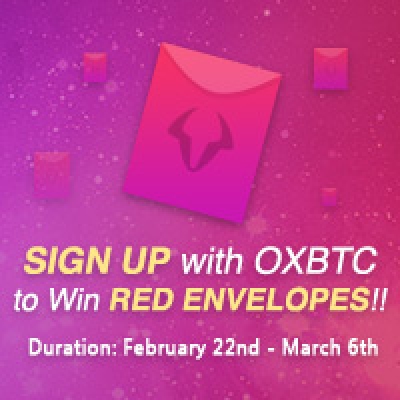 SIGN UP with OXBTC
to Win RED ENVELOPES!!
Duration: February 22nd - March 6th